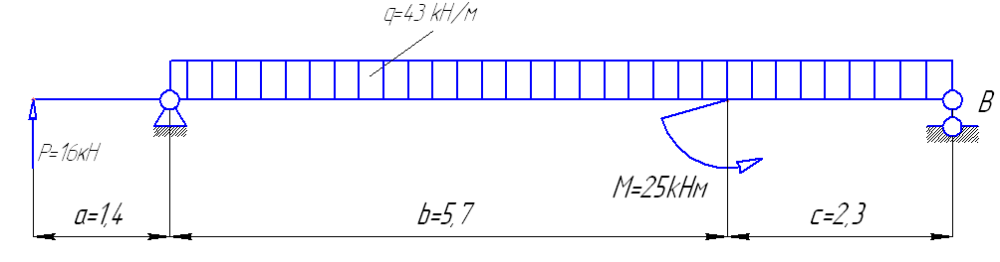 q=43 кН/м
B
P=16кН
M=25кНм
a=1,4
b=5,7
c=2,3